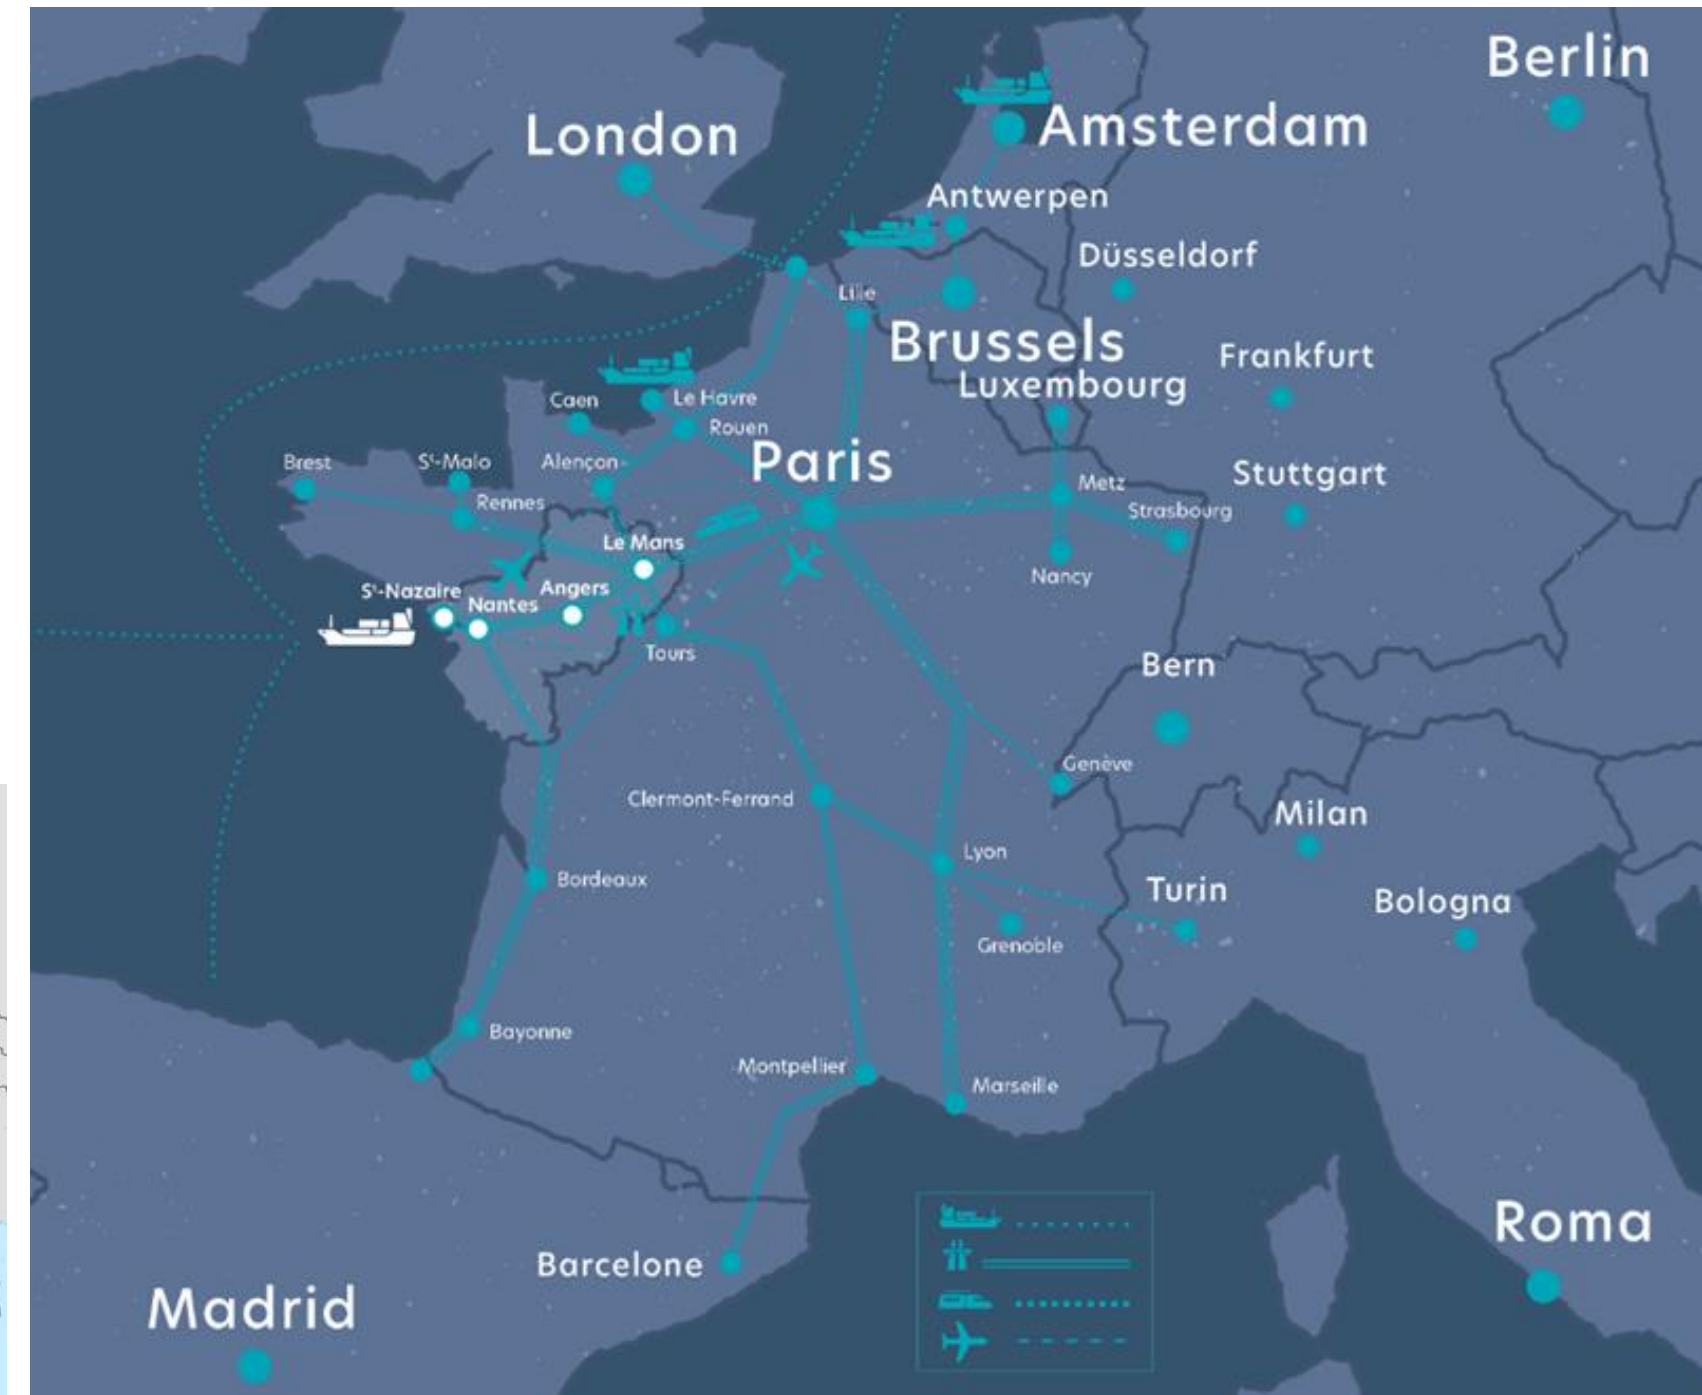 Berlin
London
Amsterdam
Antwerpen
Düsseldorf
Lille
Brussels
Frankfurt
Luxembourg
Caen
Le Havre
Rouen
Paris
Brest
St-Malo
Alençon
Stuttgart
Metz
Rennes
Strasbourg
Le Mans
Nancy
St-Nazaire
Angers
Nantes
Tours
Bern
Genève
Clermont-Ferrand
Milan
Lyon
Bordeaux
Turin
Bologna
Grenoble
Bayonne
Montpellier
Marseille
Roma
Barcelone
Madrid